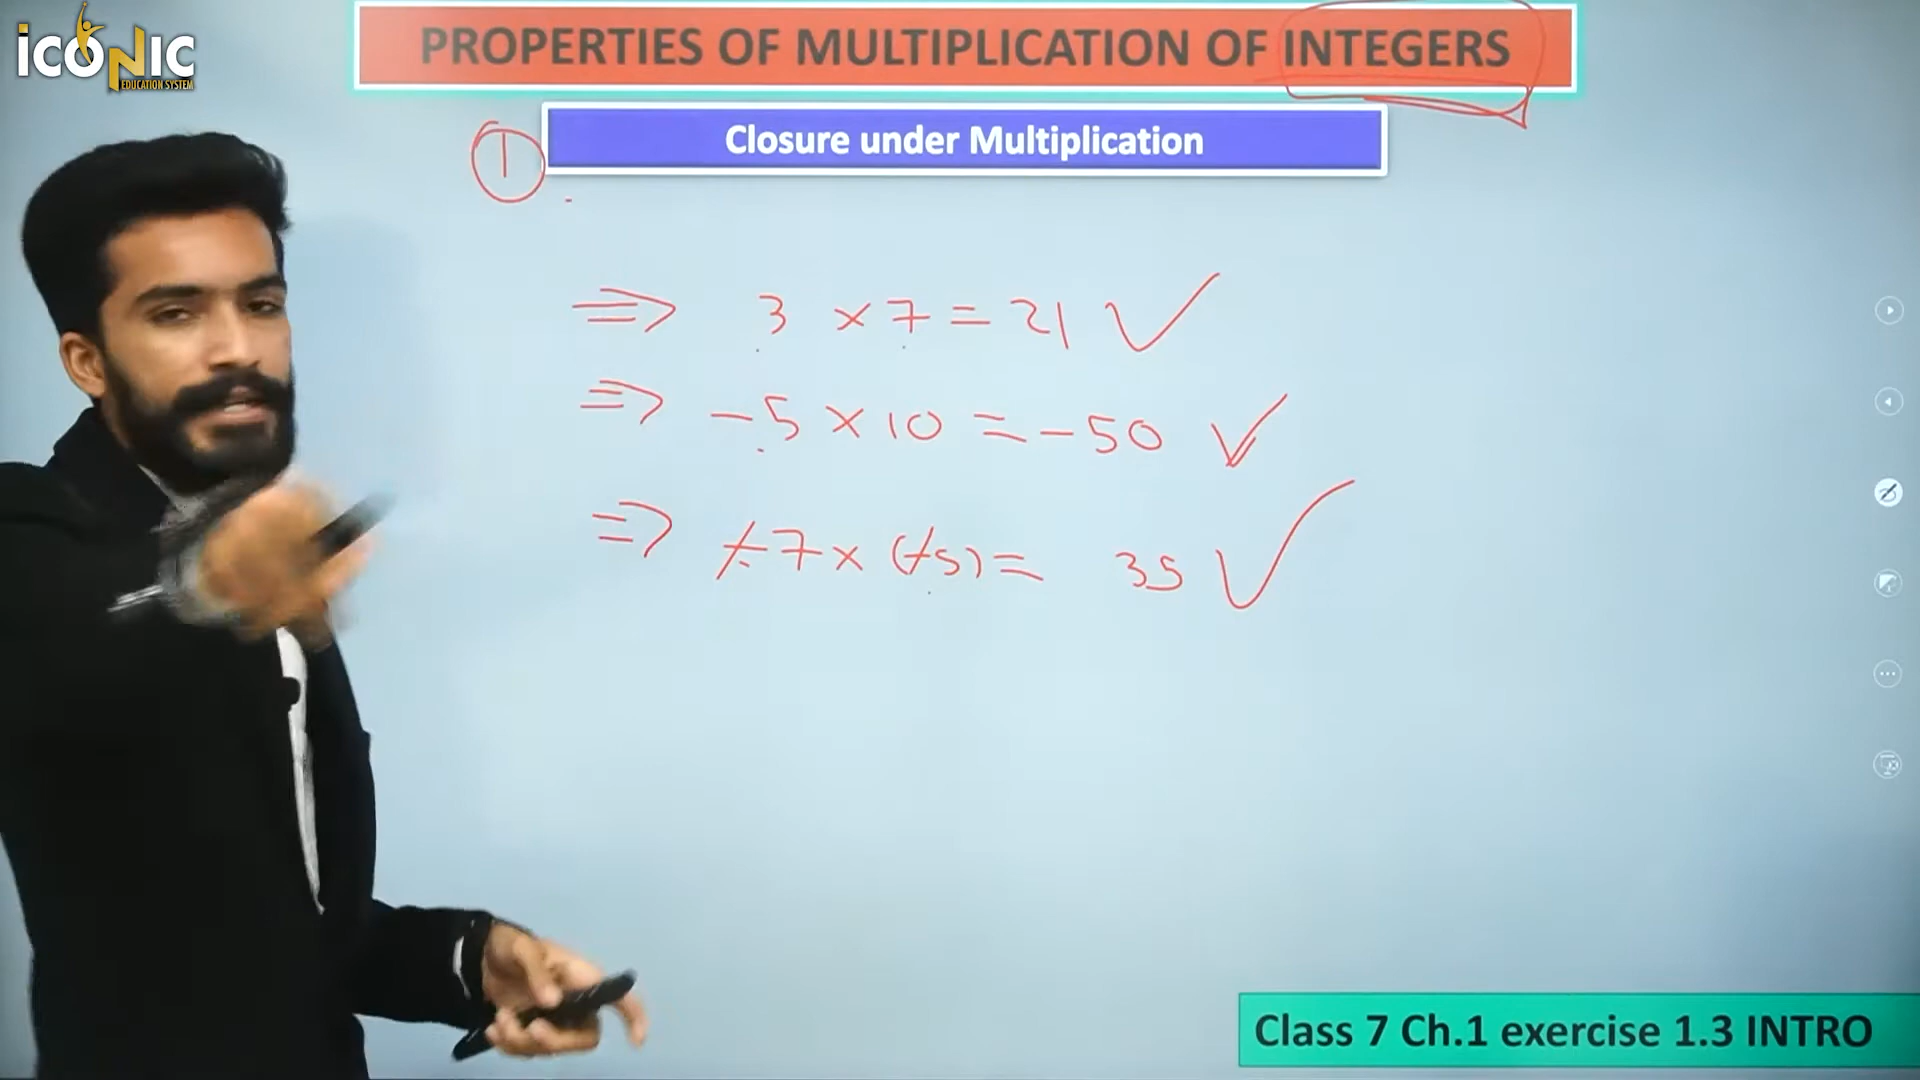 iCONIC
EDUCATION SYSTEM
PROPERTIES OF MULTIPLICATION OF INTEGERS
1
Closure under Multiplication
⇒ 3 × 7 = 21 ✓
⇒ -5 × 10 = -50 ✓
⇒ -7 × (-5) = 35 ✓
Class 7 Ch.1 exercise 1.3 INTRO